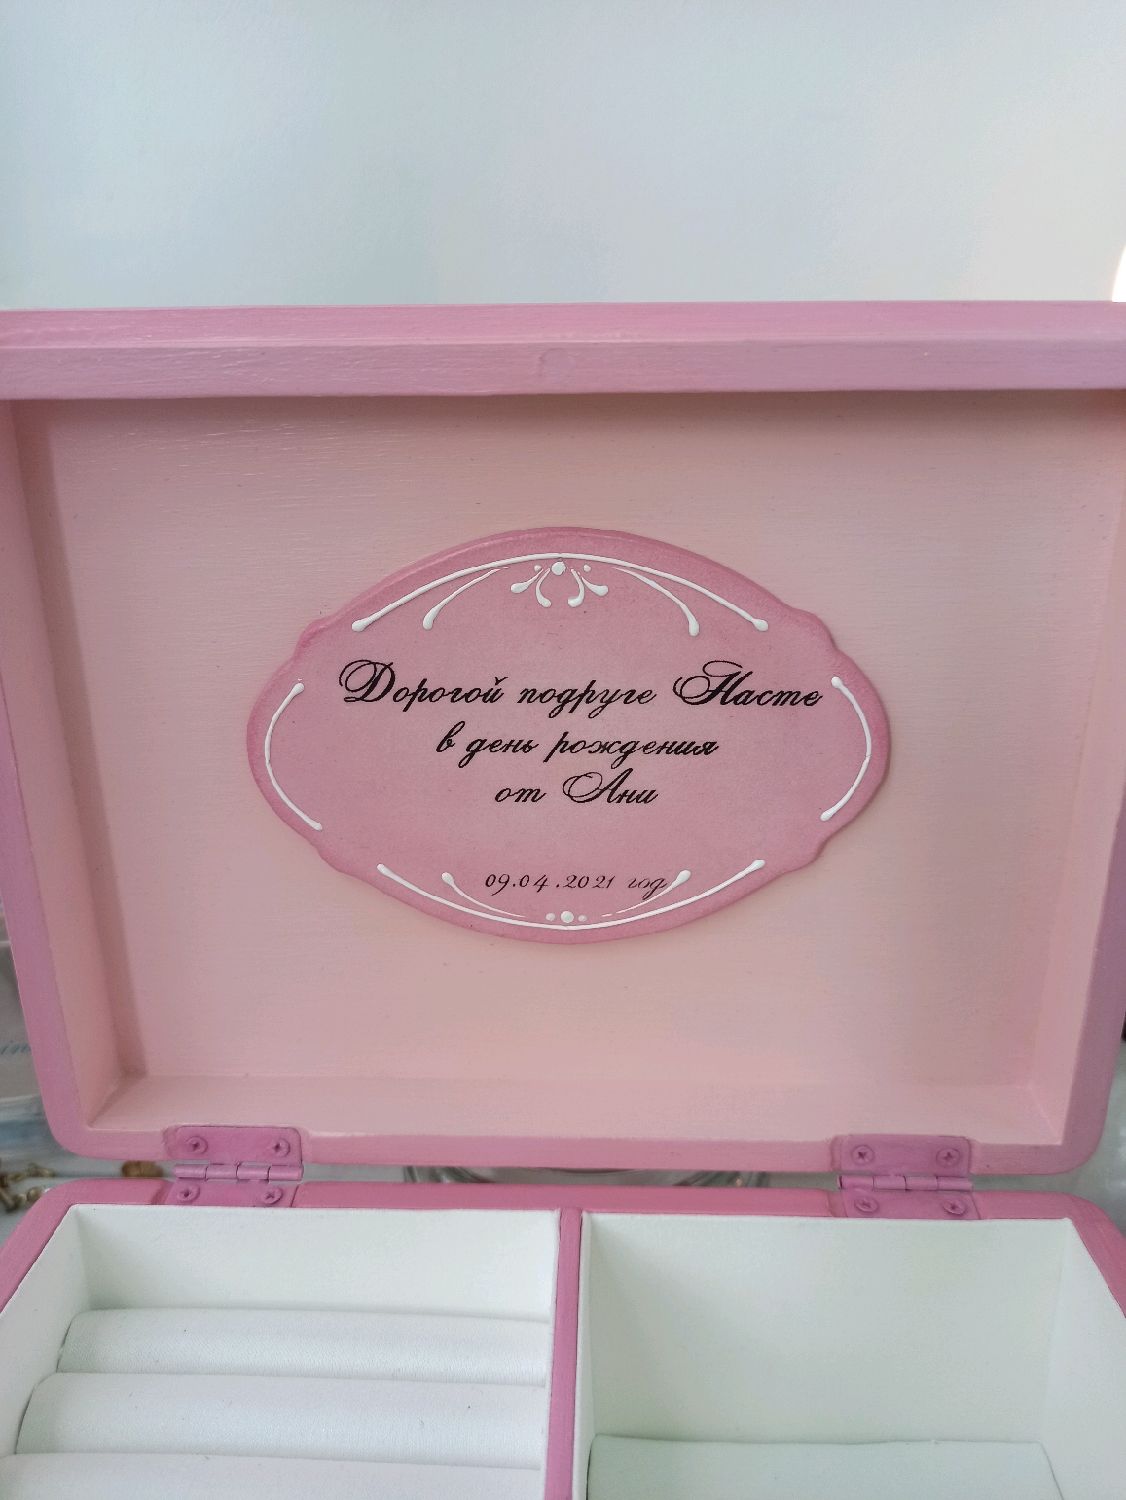 Дорогой подруге Насте
в день рождения
от Ани
09.04.2021 год